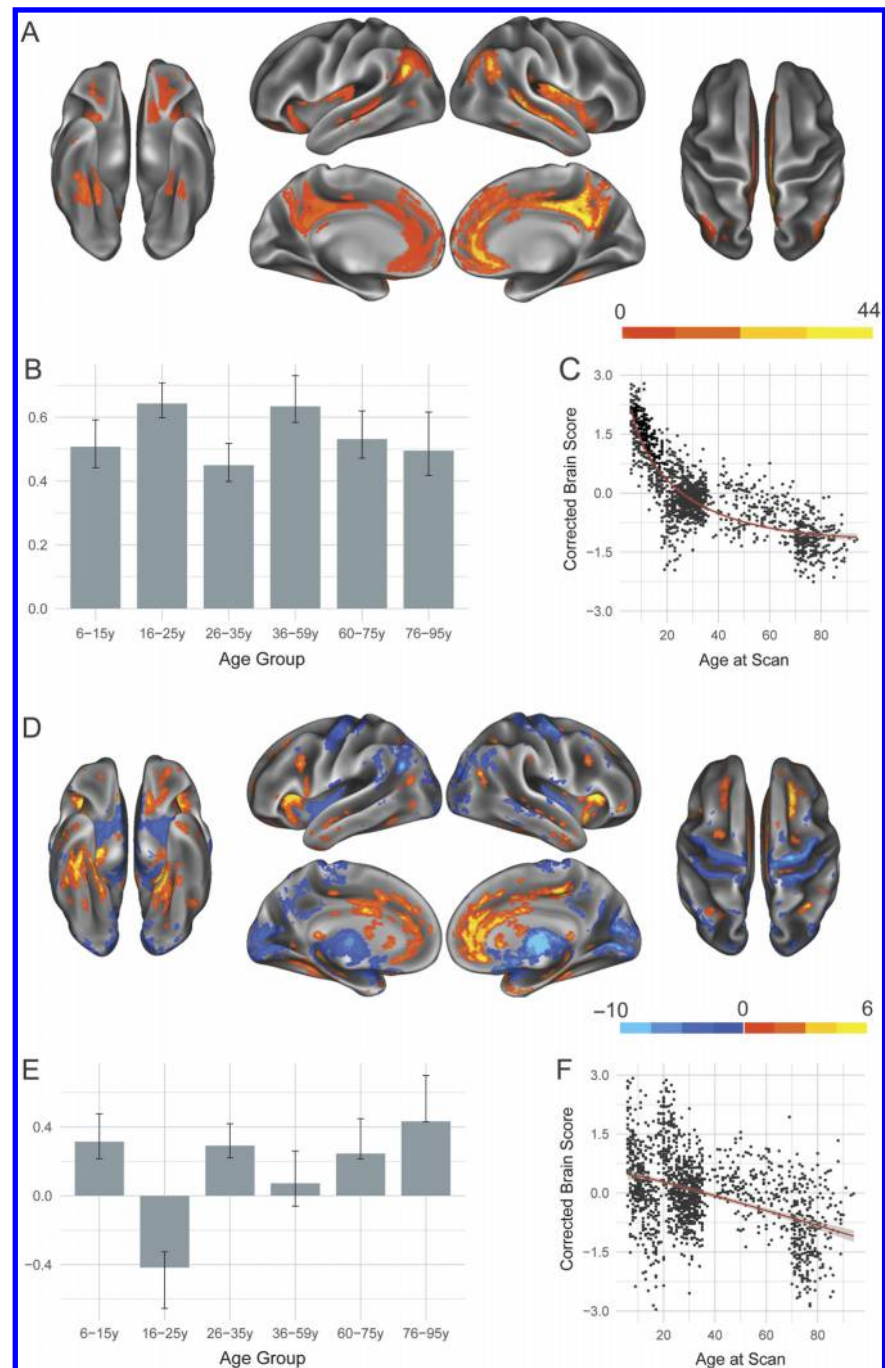 A
0 44
B
0.6
0.4
0.2
0.0
6–15y 16–25y 26–35y 36–59y 60–75y 76–95y
Age Group
C
3.0
1.5
0.0
−1.5
−3.0
Corrected Brain Score
20 40 60 80
Age at Scan
D
−10 0 6
E
0.4
0.0
−0.4
6–15y 16–25y 26–35y 36–59y 60–75y 76–95y
Age Group
F
3.0
1.5
0.0
−1.5
−3.0
Corrected Brain Score
20 40 60 80
Age at Scan